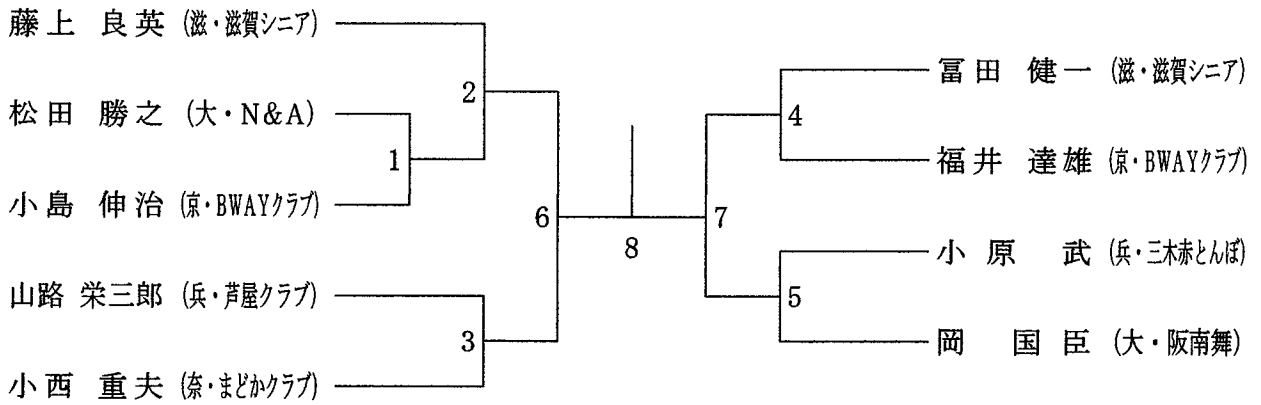 藤上 良英 (滋・滋賀シニア)
松田 勝之 (大・N&A)
小島 伸治 (京・BWAYクラブ)
山路 栄三郎 (兵・芦屋クラブ)
小西 重夫 (奈・まどかクラブ)
1
2
3
6
8
7
4
5
冨田 健一 (滋・滋賀シニア)
福井 達雄 (京・BWAYクラブ)
小原 武 (兵・三木赤とんぼ)
岡 国臣 (大・阪南舞)